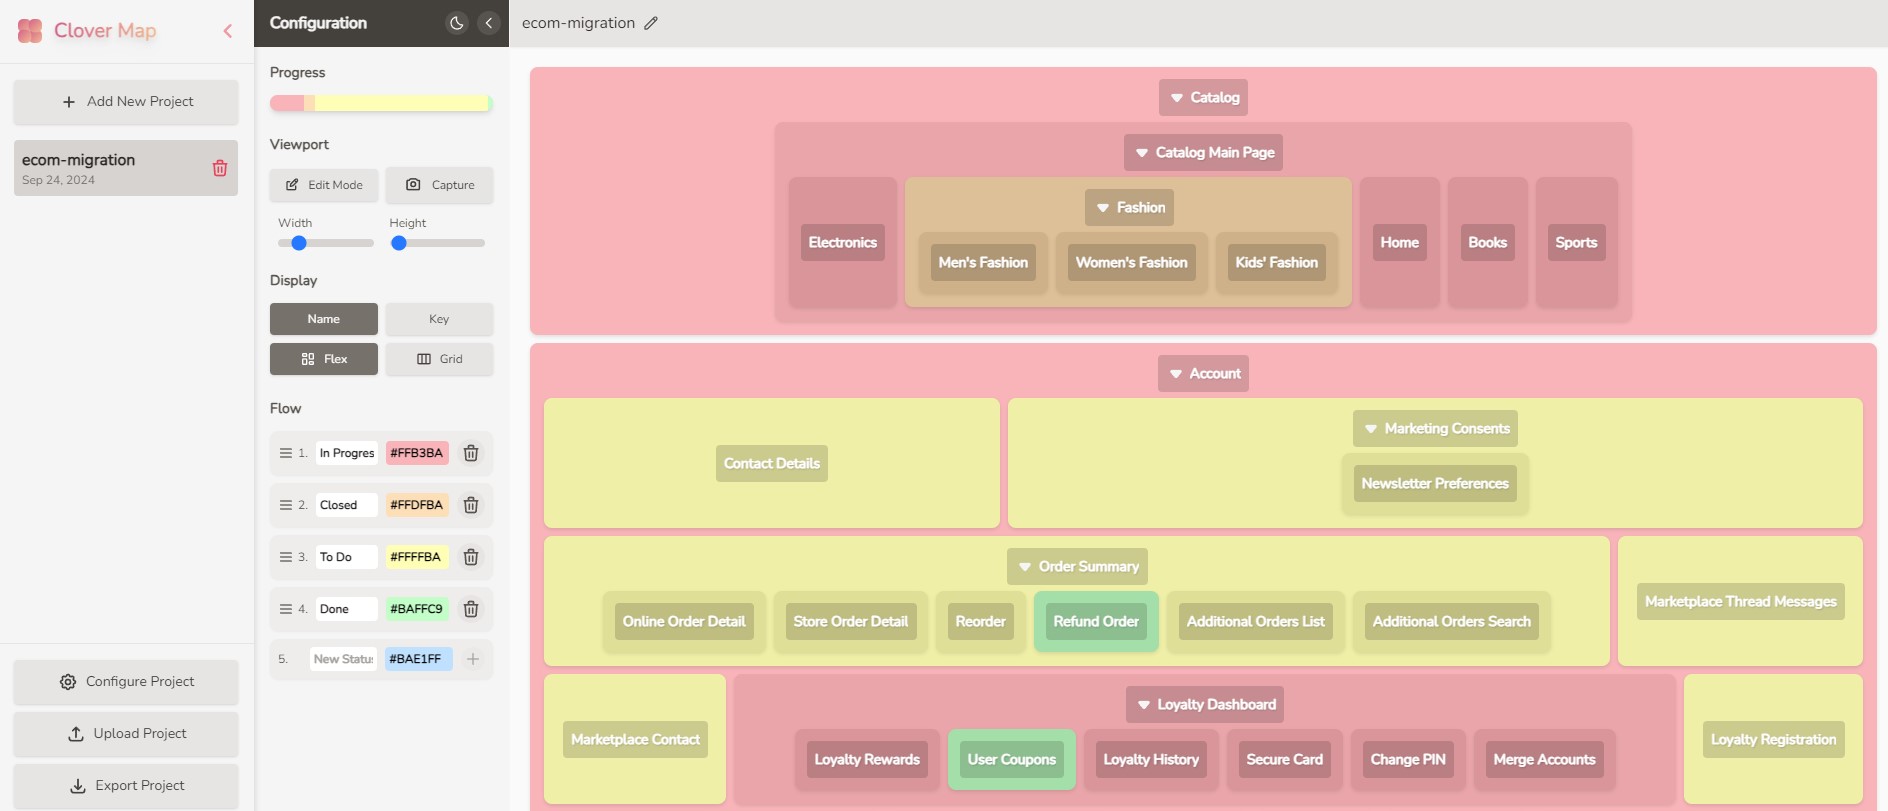 Clover Map
Add New Project
ecom-migration
Sep 24, 2024
Configure Project
Upload Project
Export Project
Configuration
Progress
Viewport
Edit Mode
Capture
Width
Height
Display
Name
Key
Flex
Grid
Flow
1. In Progres #FFB3BA
2. Closed #FFDFBA
3. To Do #FFFFBA
4. Done #BAFFC9
5. New Statu #BAE1FF
ecom-migration
Catalog
Catalog Main Page
Electronics
Fashion
Men's Fashion
Women's Fashion
Kids' Fashion
Home
Books
Sports
Account
Contact Details
Marketing Consents
Newsletter Preferences
Order Summary
Online Order Detail
Store Order Detail
Reorder
Refund Order
Additional Orders List
Additional Orders Search
Marketplace Thread Messages
Marketplace Contact
Loyalty Dashboard
Loyalty Rewards
User Coupons
Loyalty History
Secure Card
Change PIN
Merge Accounts
Loyalty Registration